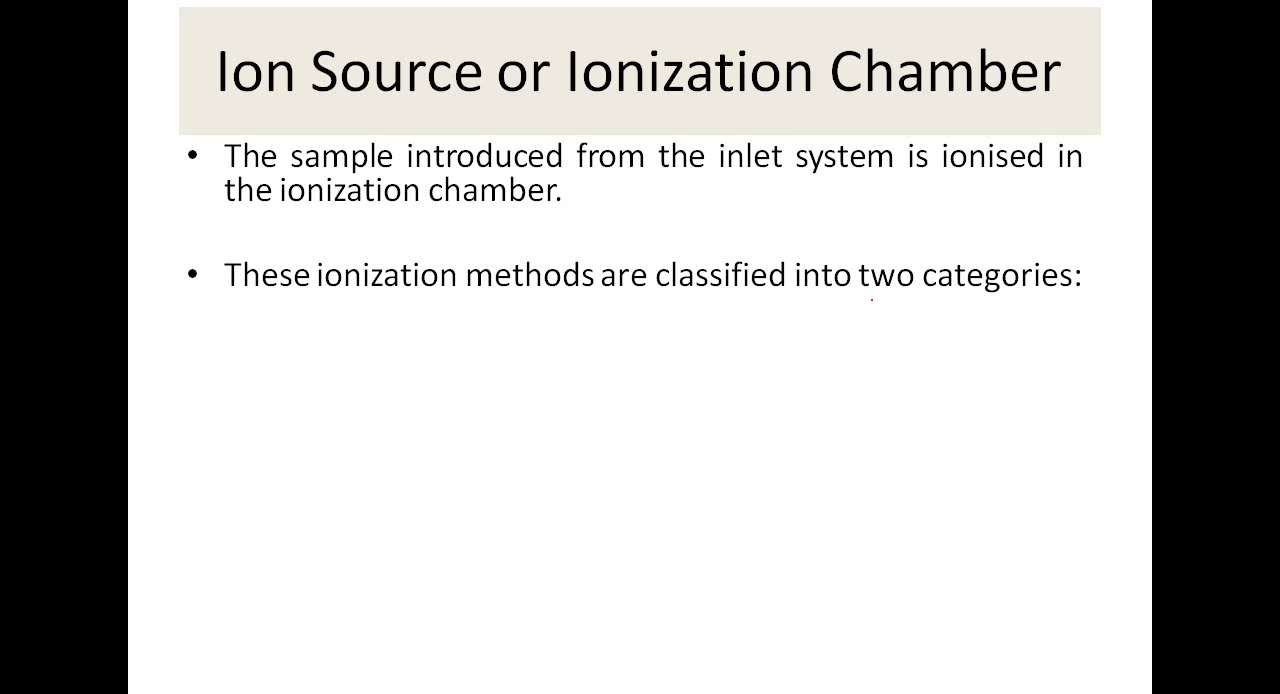 Ion Source or Ionization Chamber
• The sample introduced from the inlet system is ionised in
the ionization chamber.
• These ionization methods are classified into two categories: